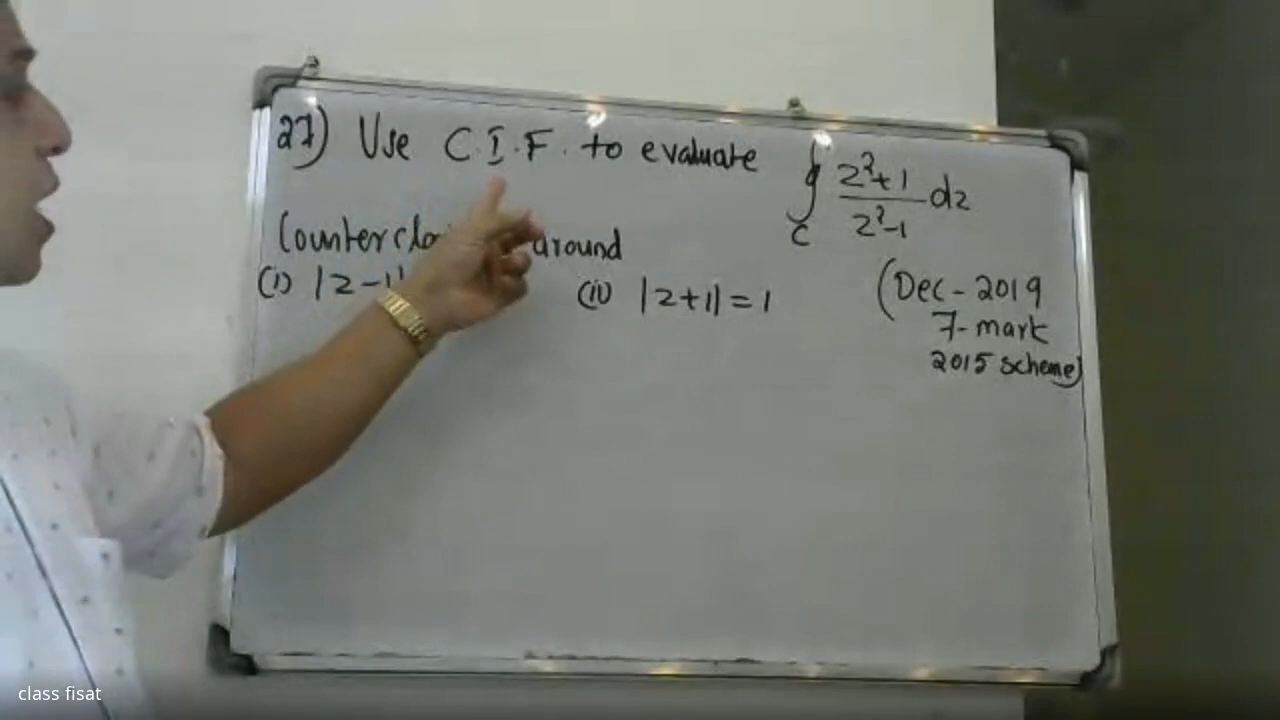 27) Use C.I.F. to evaluate ∮_C (z²+1)/(z²-1) dz
around
(i) |z-1| (ii) |z+1| = 1
(Dec-2019
7-mark
2015 scheme)
class fisat